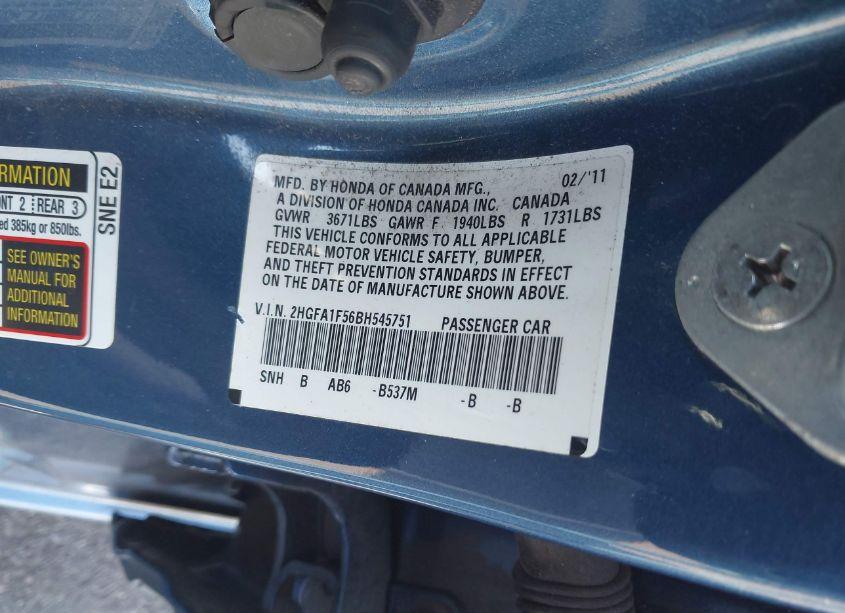 RMATION
NT 2 REAR 3
ed 385kg or 850lbs.
SEE OWNER'S
MANUAL FOR
ADDITIONAL
INFORMATION
SNE E2
MFD. BY HONDA OF CANADA MFG., 02/'11
A DIVISION OF HONDA CANADA INC. CANADA
GVWR 3671LBS GAWR F 1940LBS R 1731LBS
THIS VEHICLE CONFORMS TO ALL APPLICABLE
FEDERAL MOTOR VEHICLE SAFETY, BUMPER,
AND THEFT PREVENTION STANDARDS IN EFFECT
ON THE DATE OF MANUFACTURE SHOWN ABOVE.
V.I.N. 2HGFA1F56BH545751 PASSENGER CAR
SNH B AB6 -B537M -B -B